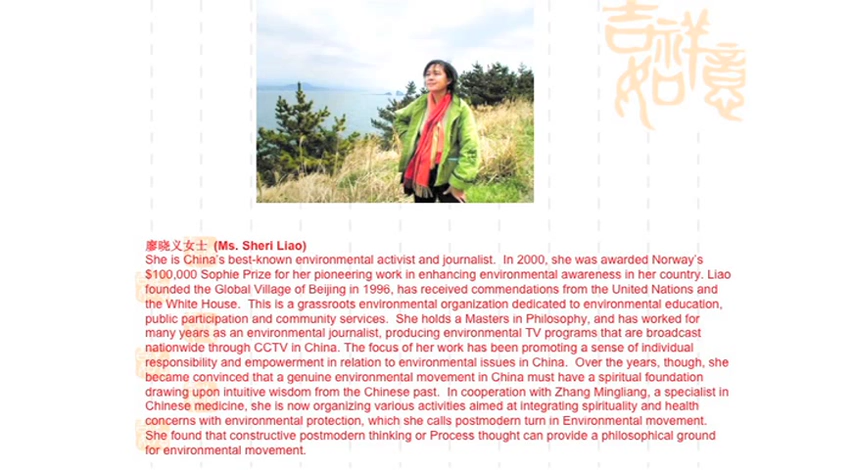 吉祥
如意
廖晓义女士 (Ms. Sheri Liao)
She is China's best-known environmental activist and journalist. In 2000, she was awarded Norway's
$100,000 Sophie Prize for her pioneering work in enhancing environmental awareness in her country. Liao
founded the Global Village of Beijing in 1996, has received commendations from the United Nations and
the White House. This is a grassroots environmental organization dedicated to environmental education,
public participation and community services. She holds a Masters in Philosophy, and has worked for
many years as an environmental journalist, producing environmental TV programs that are broadcast
nationwide through CCTV in China. The focus of her work has been promoting a sense of individual
responsibility and empowerment in relation to environmental issues in China. Over the years, though, she
became convinced that a genuine environmental movement in China must have a spiritual foundation
drawing upon intuitive wisdom from the Chinese past. In cooperation with Zhang Mingliang, a specialist in
Chinese medicine, she is now organizing various activities aimed at integrating spirituality and health
concerns with environmental protection, which she calls postmodern turn in Environmental movement.
She found that constructive postmodern thinking or Process thought can provide a philosophical ground
for environmental movement.